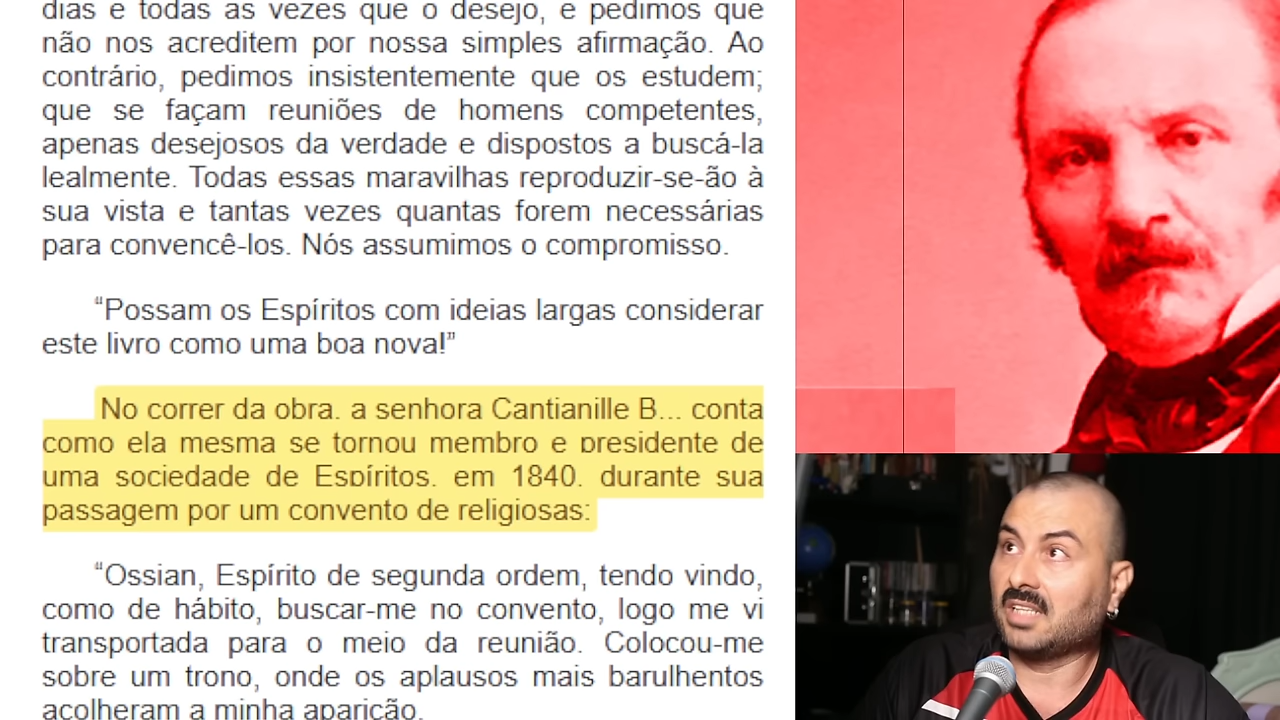 dias e todas as vezes que o desejo, e pedimos que
não nos acreditem por nossa simples afirmação. Ao
contrário, pedimos insistentemente que os estudem;
que se façam reuniões de homens competentes,
apenas desejosos da verdade e dispostos a buscá-la
lealmente. Todas essas maravilhas reproduzir-se-ão à
sua vista e tantas vezes quantas forem necessárias
para convencê-los. Nós assumimos o compromisso.
“Possam os Espíritos com ideias largas considerar
este livro como uma boa nova!”
No correr da obra. a senhora Cantianille B... conta
como ela mesma se tornou membro e presidente de
uma sociedade de Espíritos. em 1840. durante sua
passagem por um convento de religiosas:
“Ossian, Espírito de segunda ordem, tendo vindo,
como de hábito, buscar-me no convento, logo me vi
transportada para o meio da reunião. Colocou-me
sobre um trono, onde os aplausos mais barulhentos
acolheram a minha aparição.